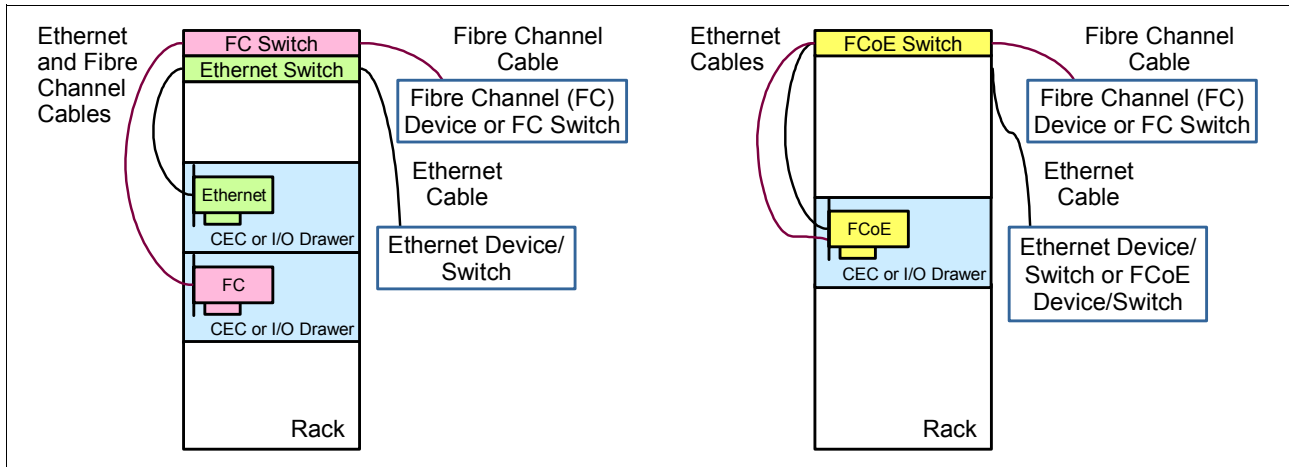 Ethernet
and Fibre
Channel
Cables
FC Switch
Ethernet Switch
Fibre Channel
Cable
Fibre Channel (FC)
Device or FC Switch
Ethernet
Cable
Ethernet Device/
Switch
Ethernet
CEC or I/O Drawer
FC
CEC or I/O Drawer
Rack
Ethernet
Cables
FCoE Switch
Fibre Channel
Cable
Fibre Channel (FC)
Device or FC Switch
Ethernet
Cable
Ethernet Device/
Switch or FCoE
Device/Switch
FCoE
CEC or I/O Drawer
Rack